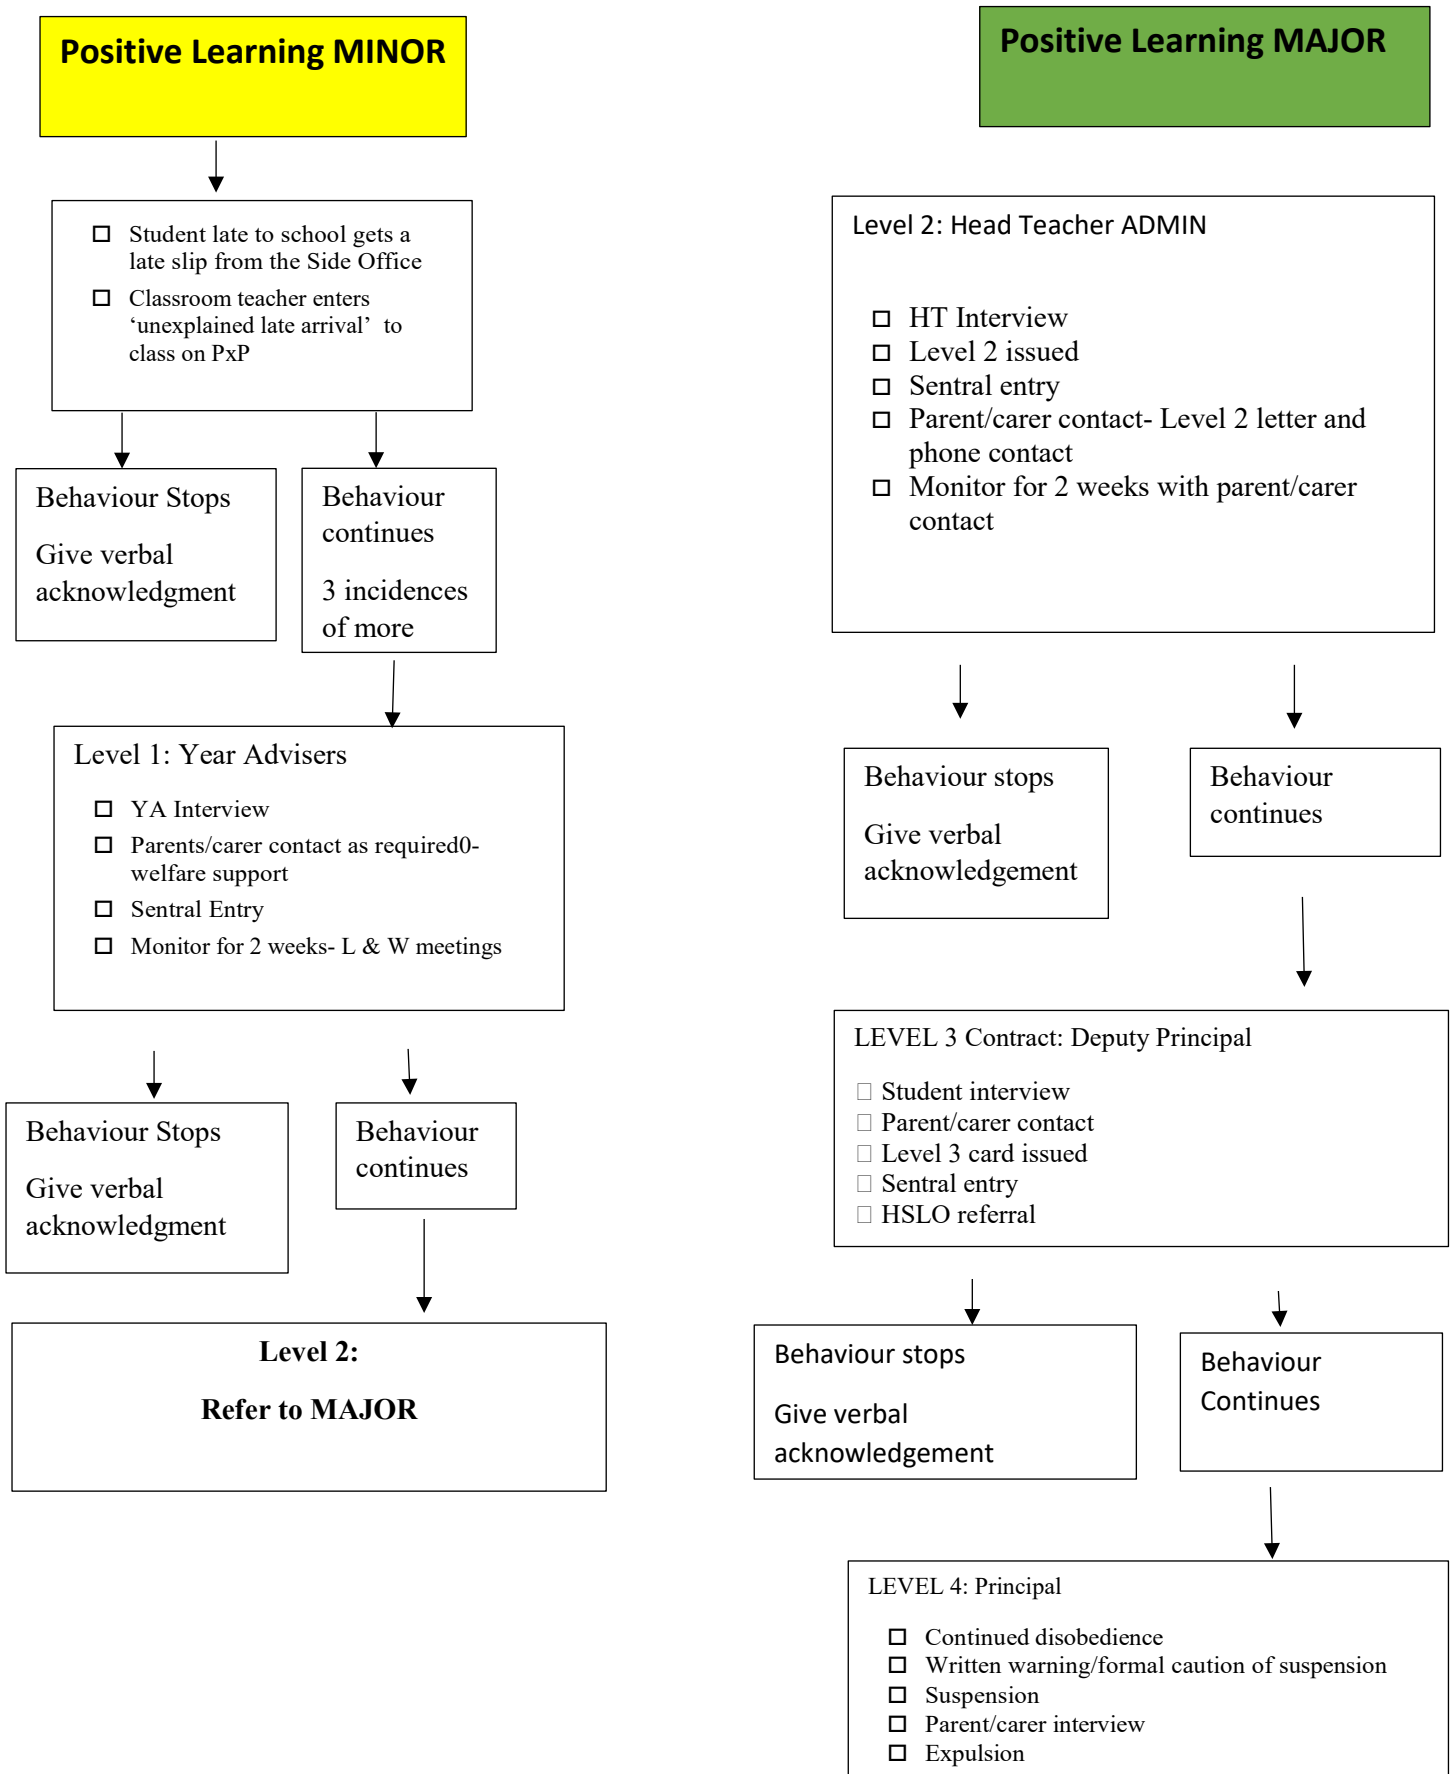 Positive Learning MINOR
Student late to school gets a
late slip from the Side Office
Classroom teacher enters
‘unexplained late arrival’ to
class on PxP
Behaviour Stops
Give verbal
acknowledgment
Behaviour
continues
3 incidences
of more
Level 1: Year Advisers
YA Interview
Parents/carer contact as required0-
welfare support
Sentral Entry
Monitor for 2 weeks- L & W meetings
Behaviour Stops
Give verbal
acknowledgment
Behaviour
continues
Level 2:
Refer to MAJOR
Positive Learning MAJOR
Level 2: Head Teacher ADMIN
HT Interview
Level 2 issued
Sentral entry
Parent/carer contact- Level 2 letter and
phone contact
Monitor for 2 weeks with parent/carer
contact
Behaviour stops
Give verbal
acknowledgement
Behaviour
continues
LEVEL 3 Contract: Deputy Principal
Student interview
Parent/carer contact
Level 3 card issued
Sentral entry
HSLO referral
Behaviour stops
Give verbal
acknowledgement
Behaviour
Continues
LEVEL 4: Principal
Continued disobedience
Written warning/formal caution of suspension
Suspension
Parent/carer interview
Expulsion